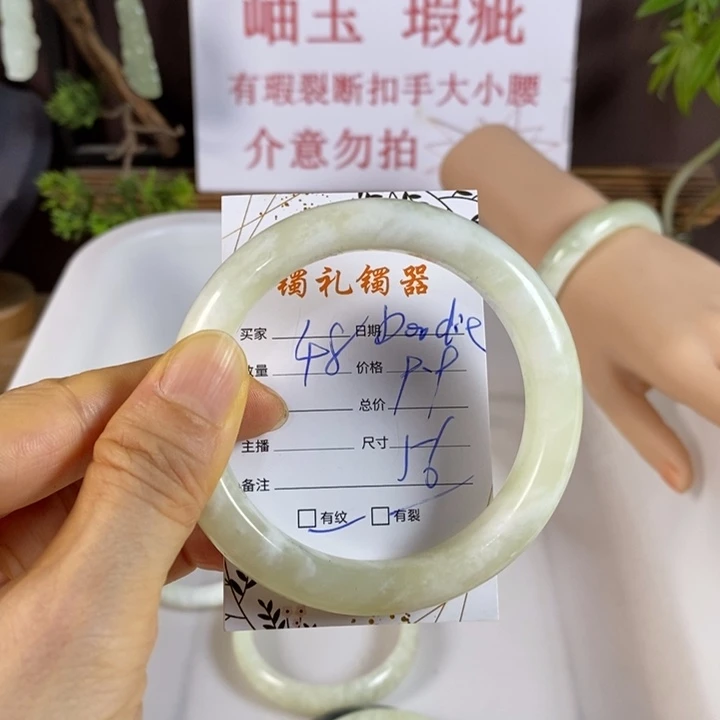 岫玉 瑕疵
有瑕裂断扣手大小腰
介意勿拍
镯礼镯器
买家 48 日期 Dondie
数量 价格 P-P
总价
主播 尺寸 56
备注
有纹 有裂